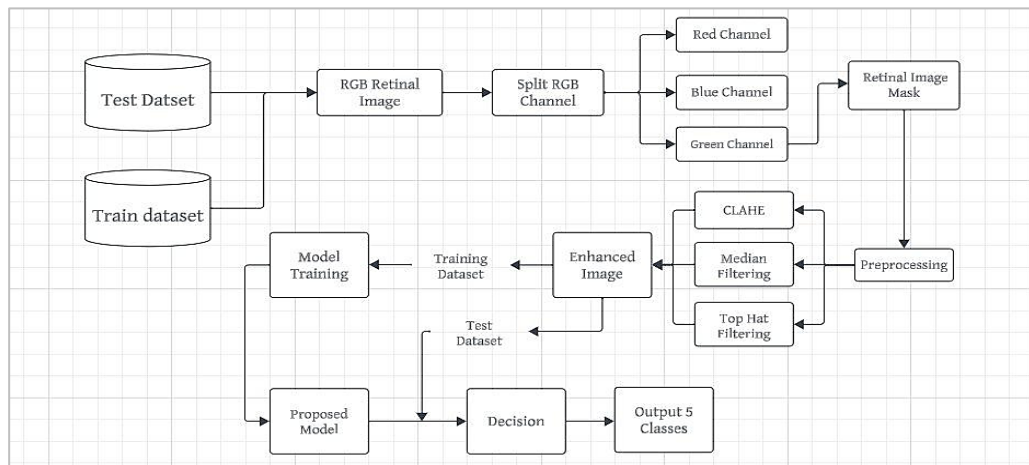 Test Datset
Train dataset
RGB Retinal
Image
Split RGB
Channel
Red Channel
Blue Channel
Green Channel
Retinal Image
Mask
Preprocessing
CLAHE
Median
Filtering
Top Hat
Filtering
Enhanced
Image
Training
Dataset
Model
Training
Test
Dataset
Proposed
Model
Decision
Output 5
Classes